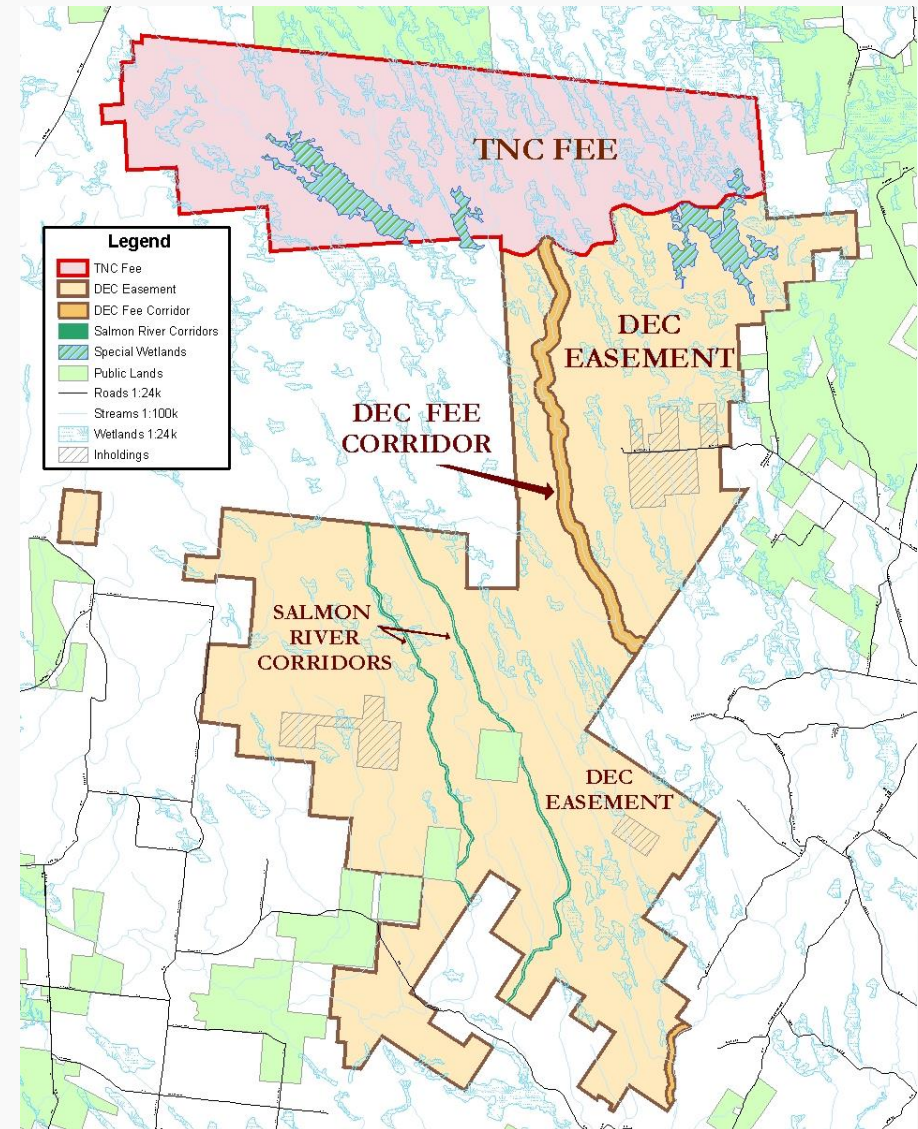 TNC FEE
Legend
TNC Fee
DEC Easement
DEC Fee Corridor
Salmon River Corridors
Special Wetlands
Public Lands
Roads 1:24k
Streams 1:100k
Wetlands 1:24k
Inholdings
DEC
EASEMENT
DEC FEE
CORRIDOR
SALMON
RIVER
CORRIDORS
DEC
EASEMENT